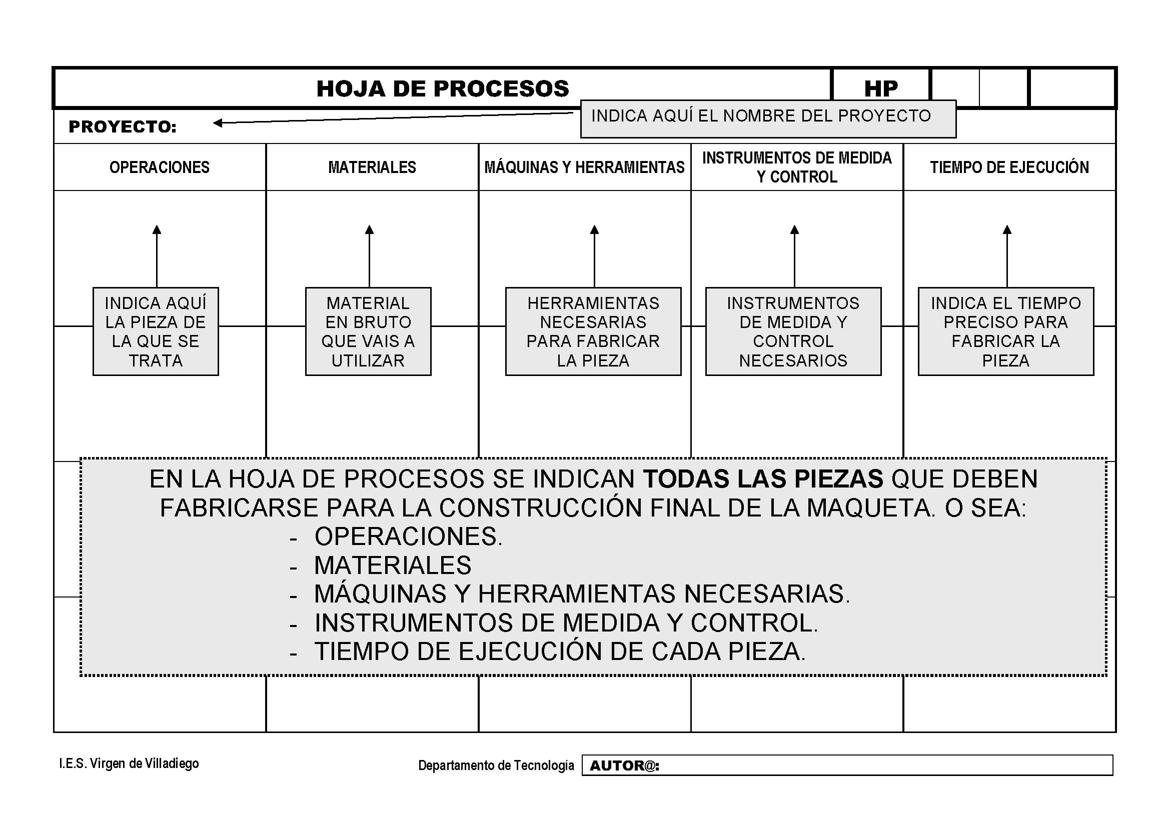 HOJA DE PROCESOS
HP
PROYECTO:
INDICA AQUÍ EL NOMBRE DEL PROYECTO
OPERACIONES
MATERIALES
MÁQUINAS Y HERRAMIENTAS
INSTRUMENTOS DE MEDIDA
Y CONTROL
TIEMPO DE EJECUCIÓN
INDICA AQUÍ
LA PIEZA DE
LA QUE SE
TRATA
MATERIAL
EN BRUTO
QUE VAIS A
UTILIZAR
HERRAMIENTAS
NECESARIAS
PARA FABRICAR
LA PIEZA
INSTRUMENTOS
DE MEDIDA Y
CONTROL
NECESARIOS
INDICA EL TIEMPO
PRECISO PARA
FABRICAR LA
PIEZA
EN LA HOJA DE PROCESOS SE INDICAN TODAS LAS PIEZAS QUE DEBEN
FABRICARSE PARA LA CONSTRUCCIÓN FINAL DE LA MAQUETA. O SEA:
- OPERACIONES.
- MATERIALES
- MÁQUINAS Y HERRAMIENTAS NECESARIAS.
- INSTRUMENTOS DE MEDIDA Y CONTROL.
- TIEMPO DE EJECUCIÓN DE CADA PIEZA.
I.E.S. Virgen de Villadiego
Departamento de Tecnología
AUTOR@: